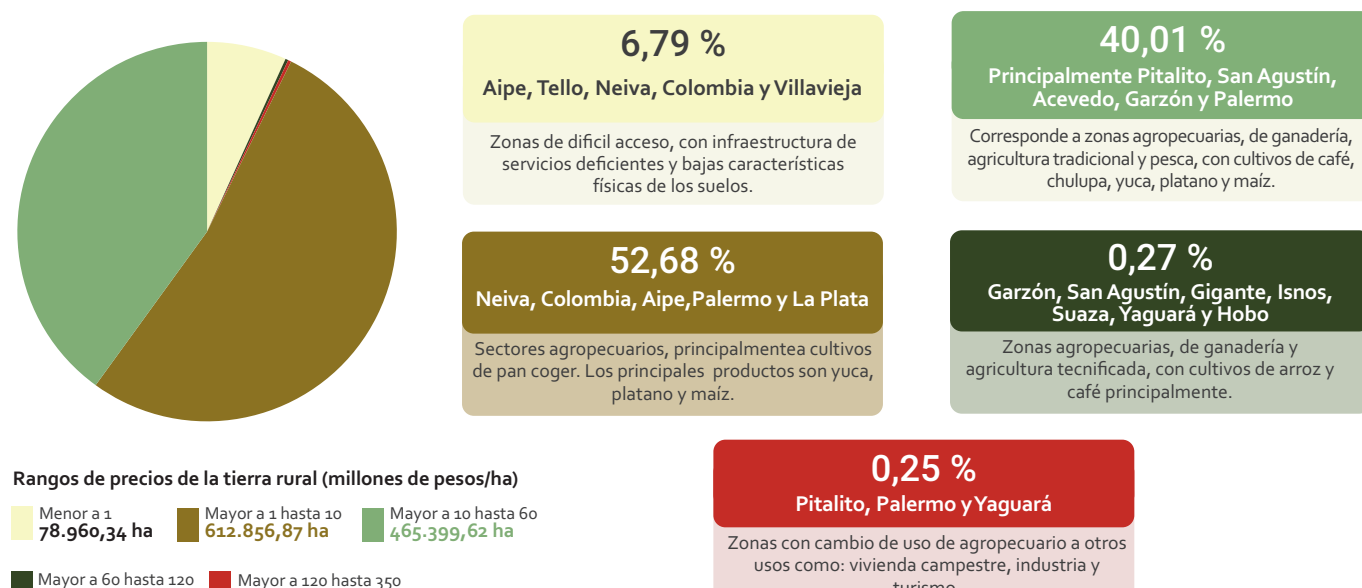 6,79 %
Aipe, Tello, Neiva, Colombia y Villavieja
Zonas de dificil acceso, con infraestructura de
servicios deficientes y bajas características
físicas de los suelos.
40,01 %
Principalmente Pitalito, San Agustín,
Acevedo, Garzón y Palermo
Corresponde a zonas agropecuarias, de ganadería,
agricultura tradicional y pesca, con cultivos de café,
chulupa, yuca, platano y maíz.
52,68 %
Neiva, Colombia, Aipe,Palermo y La Plata
Sectores agropecuarios, principalmentea cultivos
de pan coger. Los principales productos son yuca,
platano y maíz.
0,27 %
Garzón, San Agustín, Gigante, Isnos,
Suaza, Yaguará y Hobo
Zonas agropecuarias, de ganadería y
agricultura tecnificada, con cultivos de arroz y
café principalmente.
0,25 %
Pitalito, Palermo y Yaguará
Zonas con cambio de uso de agropecuario a otros
usos como: vivienda campestre, industria y
turismo
Rangos de precios de la tierra rural (millones de pesos/ha)
Menor a 1
78.960,34 ha
Mayor a 1 hasta 10
612.856,87 ha
Mayor a 10 hasta 60
465.399,62 ha
Mayor a 60 hasta 120
Mayor a 120 hasta 350